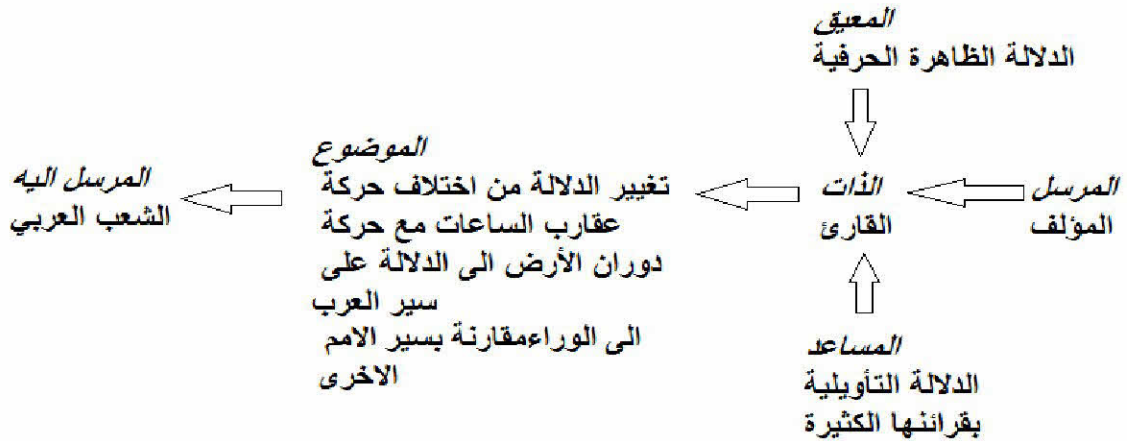 المعيق
الدلالة الظاهرة الحرفية
المرسل
المؤلف
الذات
القارئ
الموضوع
تغيير الدلالة من اختلاف حركة
عقارب الساعات مع حركة
دوران الأرض الى الدلالة على
سير العرب
الى الوراءمقارنة بسير الامم
الاخرى
المرسل اليه
الشعب العربي
المساعد
الدلالة التأويلية
بقرائنها الكثيرة